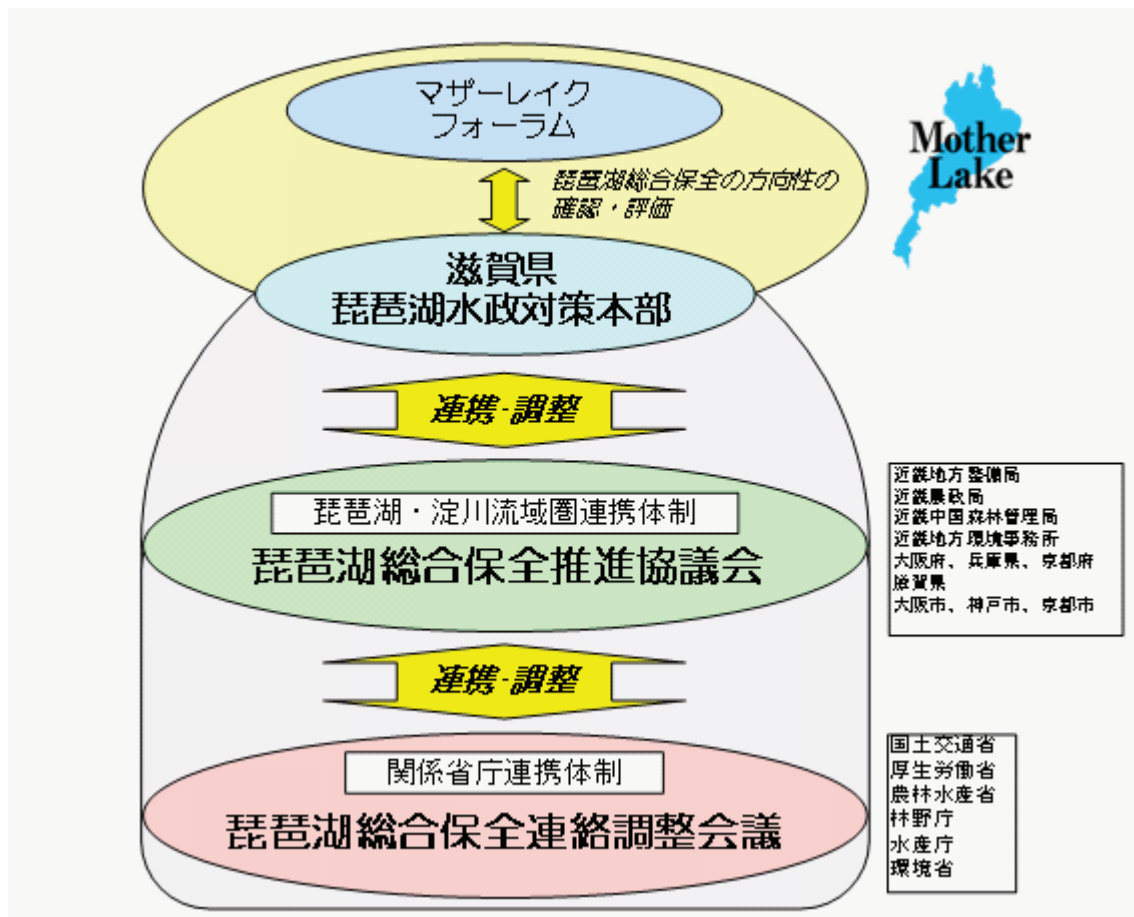 マザーレイク
フォーラム
琵琶湖総合保全の方向性の
確認・評価
Mother
Lake
滋賀県
琵琶湖水政対策本部
連携・調整
琵琶湖・淀川流域圏連携体制
琵琶湖総合保全推進協議会
近畿地方整備局
近畿農政局
近畿中国森林管理局
近畿地方環境事務所
大阪府、兵庫県、京都府
滋賀県
大阪市、神戸市、京都市
連携・調整
関係省庁連携体制
琵琶湖総合保全連絡調整会議
国土交通省
厚生労働省
農林水産省
林野庁
水産庁
環境省